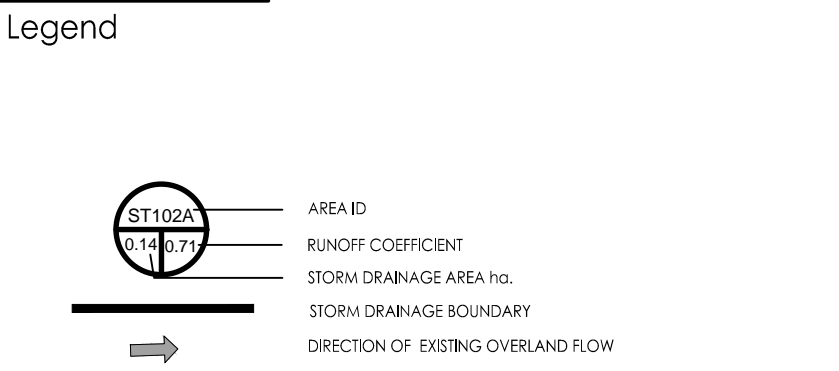 Legend
ST102A
AREA ID
0.14 0.71
RUNOFF COEFFICIENT
STORM DRAINAGE AREA ha.
STORM DRAINAGE BOUNDARY
DIRECTION OF EXISTING OVERLAND FLOW